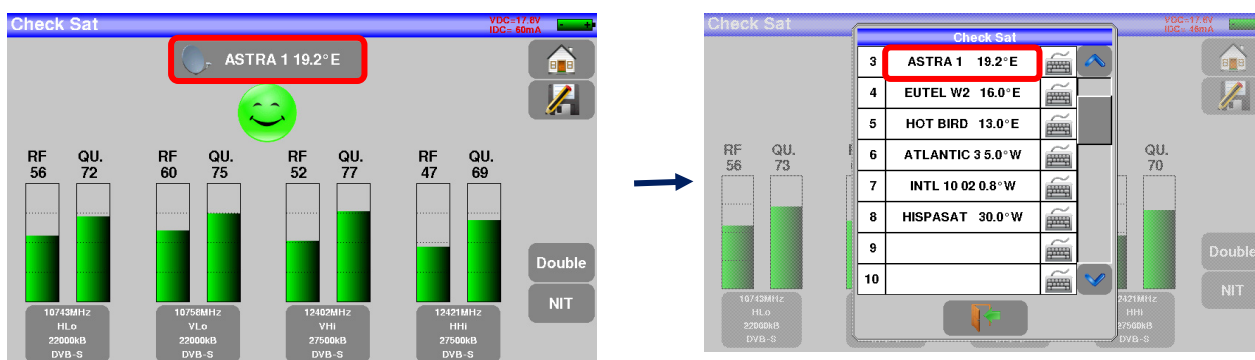 Check Sat
VDC=17.8V
IDC= 60mA
ASTRA 1 19.2°E
RF QU. RF QU. RF QU. RF QU.
56 72 60 75 52 77 47 69
Double
NIT
10743MHz
HLo
22000kB
DVB-S
10758MHz
VLo
22000kB
DVB-S
12402MHz
VHi
27500kB
DVB-S
12421MHz
HHi
27500kB
DVB-S
Check Sat
VDC=17.8V
IDC= 46mA
Check Sat
3 ASTRA 1 19.2°E
4 EUTEL W2 16.0°E
5 HOT BIRD 13.0°E
6 ATLANTIC 3 5.0°W
7 INTL 10 02 0.8°W
8 HISPASAT 30.0°W
9
10
RF QU.
56 73
QU.
70
Double
NIT
10743MHz
HLo
22000kB
DVB-S
2421MHz
HHi
27500kB
DVB-S